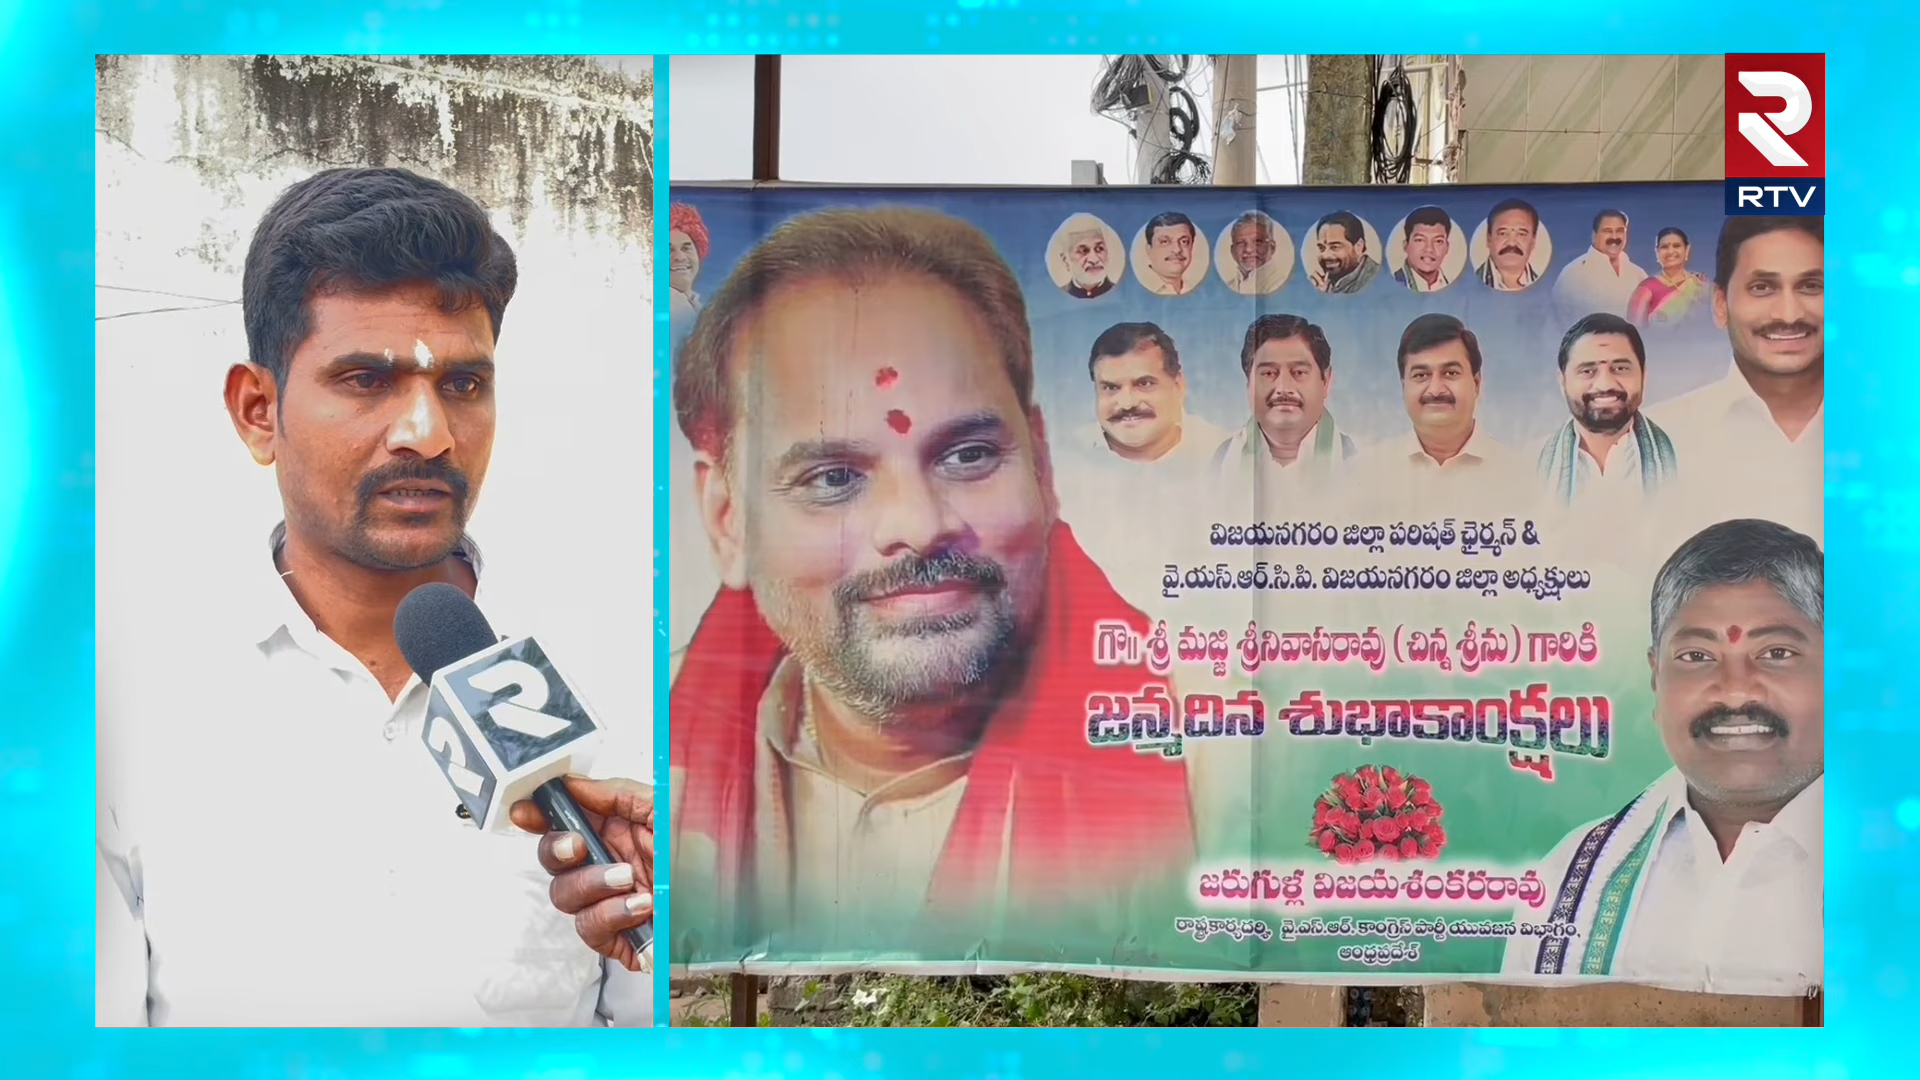 RTV
విజయనగరం జిల్లా పరిషత్ ఛైర్మన్ &
వై.యస్.ఆర్.సి.పి. విజయనగరం జిల్లా అధ్యక్షులు
గౌ|| శ్రీ మజ్జి శ్రీనివాసరావు (చిన్న శ్రీను) గారికి
జన్మదిన శుభాకాంక్షలు
జరుగుళ్ల విజయశంకరరావు
రాష్ట్రకార్యదర్శి, వై.ఎస్.ఆర్. కాంగ్రెస్ పార్టీ యువజన విభాగం,
ఆంధ్రప్రదేశ్